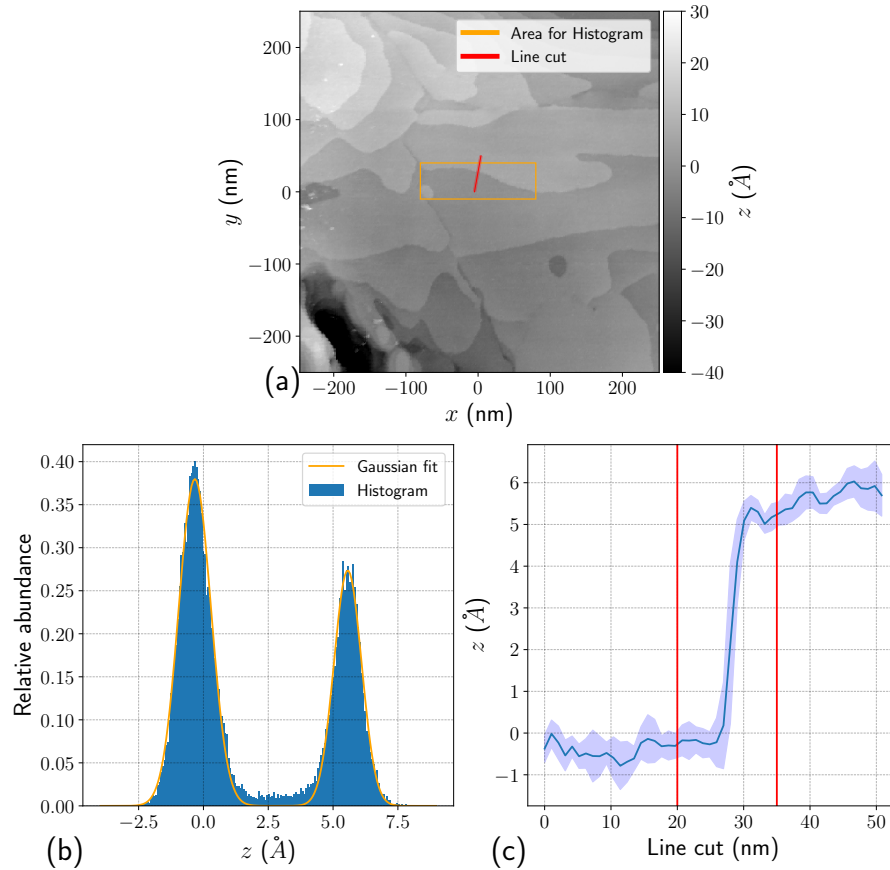 Area for Histogram
Line cut
200
100
0
−100
−200
y (nm)
−200 −100 0 100 200
x (nm)
(a)
30
20
10
0
−10
−20
−30
−40
z (Å)
Gaussian fit
Histogram
0.40
0.35
0.30
0.25
0.20
0.15
0.10
0.05
0.00
Relative abundance
−2.5 0.0 2.5 5.0 7.5
z (Å)
(b)
6
5
4
3
2
1
0
−1
z (Å)
0 10 20 30 40 50
Line cut (nm)
(c)